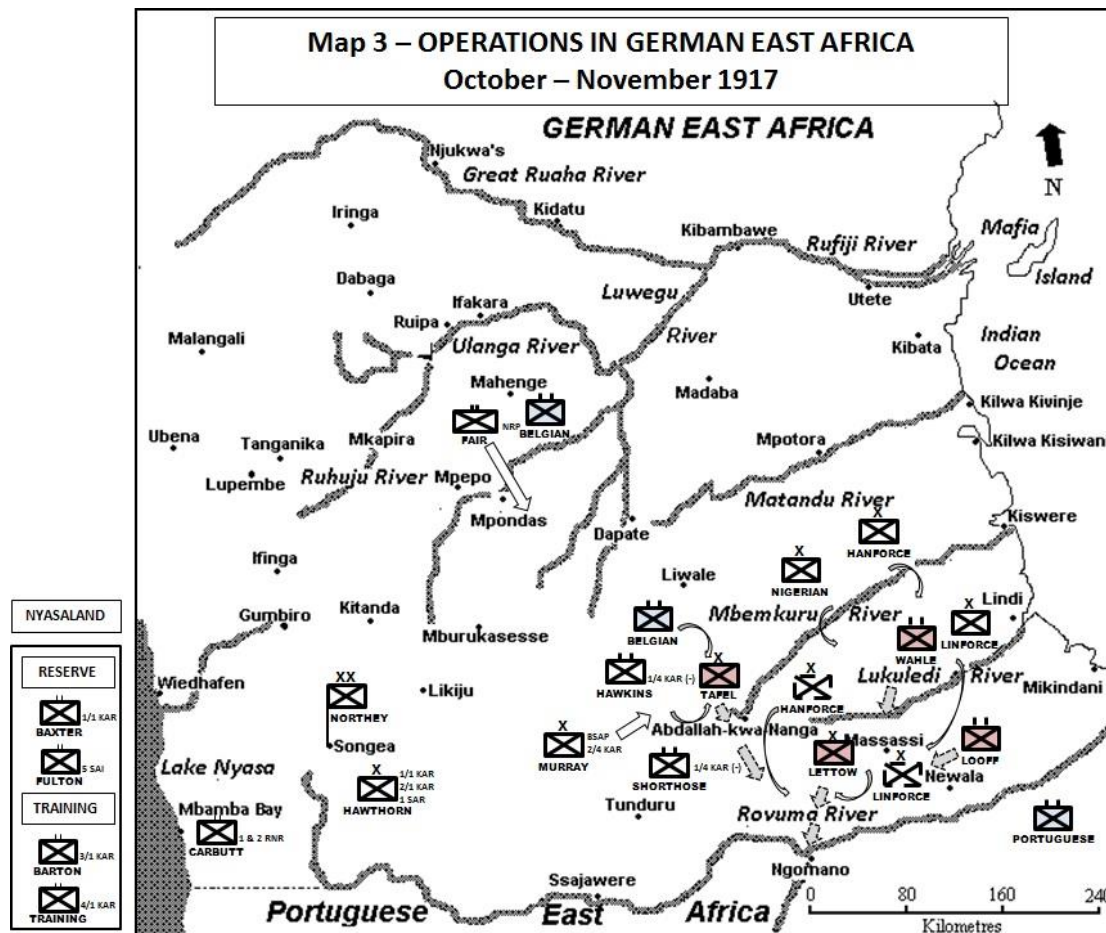 Map 3 – OPERATIONS IN GERMAN EAST AFRICA
October – November 1917
GERMAN EAST AFRICA
N
Njukwa's
Great Ruaha River
Iringa
Kidatu
Kibambawe
Rufiji River
Mafia
Island
Dabaga
Luwegu
River
Utete
Ruipa
Ifakara
Ulanga River
Malangali
Kibata
Indian
Ocean
Mahenge
Madaba
FAIR
NRP
BELGIAN
Kilwa Kivinje
Ubena
Tanganika
Mkapira
Mpotora
Kilwa Kisiwani
Lupembe
Ruhuju River
Mpepo
Mpondas
Matandu River
X
HANFORCE
Kiswere
Dapate
Ifinga
X
NIGERIAN
Liwale
Gumbiro
Kitanda
Mburukasesse
Mbemkuru River
BELGIAN
X
LINFORCE
Lindi
WAHLE
Wiedhafen
XX
NORTHEY
Likiju
HAWKINS
1/4 KAR (-)
X
TAFEL
X
HANFORCE
Lukuledi River
Mikindani
Songea
X
MURRAY
BSAP
2/4 KAR
Abdallah-kwa-Nanga
X
LETTOW
Massassi
LOOFF
Lake Nyasa
X
HAWTHORN
1/1 KAR
2/1 KAR
1 SAR
SHORTHOSE
1/4 KAR (-)
X
LINFORCE
Newala
Mbamba Bay
CARBUTT
1 & 2 RNR
Tunduru
Rovuma River
PORTUGUESE
Ngomano
Ssajawere
Portuguese East Africa
0 80 160 240
Kilometres
NYASALAND
RESERVE
BAXTER
1/1 KAR
FULTON
5 SAI
TRAINING
BARTON
3/1 KAR
TRAINING
4/1 KAR